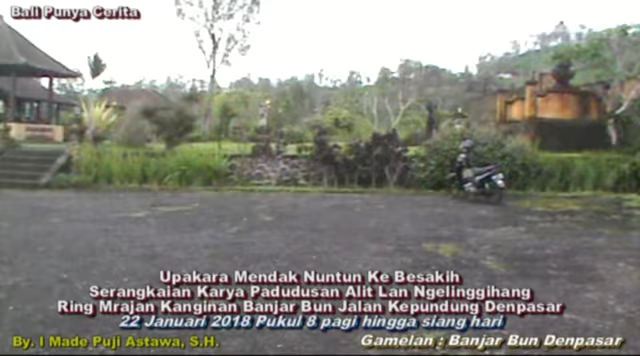 Bali Punya Cerita
Upakara Mendak Nuntun Ke Besakih
Serangkaian Karya Padudusan Alit Lan Ngelinggihang
Ring Mrajan Kanginan Banjar Bun Jalan Kepundung Denpasar
22 Januari 2018 Pukul 8 pagi hingga siang hari
By. I Made Puji Astawa, S.H.
Gamelan : Banjar Bun Denpasar